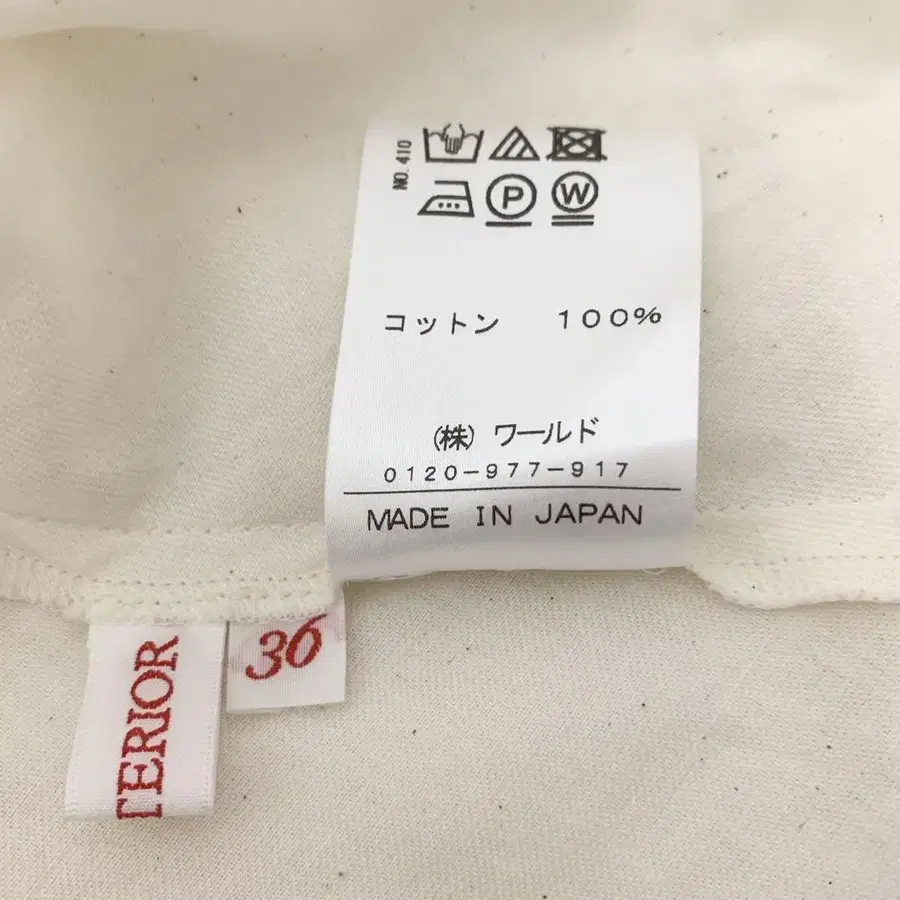 NO.410
P W
コットン 100%
(株) ワールド
0120-977-917
MADE IN JAPAN
36
TERIOR